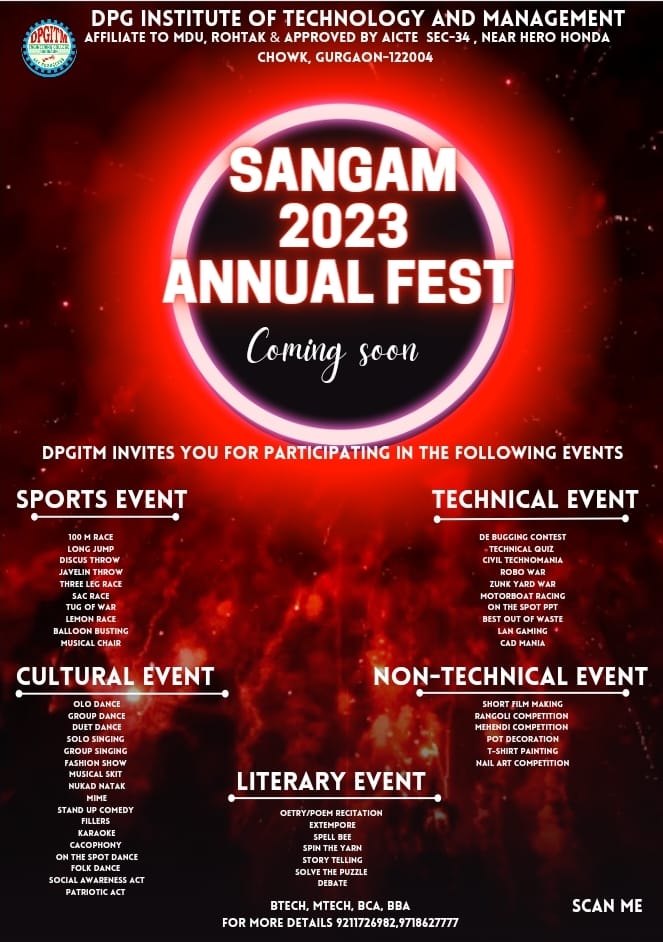 DPG INSTITUTE OF TECHNOLOGY AND MANAGEMENT
AFFILIATE TO MDU, ROHTAK & APPROVED BY AICTE SEC-34 , NEAR HERO HONDA
CHOWK, GURGAON-122004
DPGITM
SANGAM
2023
ANNUAL FEST
Coming soon
DPGITM INVITES YOU FOR PARTICIPATING IN THE FOLLOWING EVENTS
SPORTS EVENT
100 M RACE
LONG JUMP
DISCUS THROW
JAVELIN THROW
THREE LEG RACE
SAC RACE
TUG OF WAR
LEMON RACE
BALLOON BUSTING
MUSICAL CHAIR
TECHNICAL EVENT
DE BUGGING CONTEST
TECHNICAL QUIZ
CIVIL TECHNOMANIA
ROBO WAR
ZUNK YARD WAR
MOTORBOAT RACING
ON THE SPOT PPT
BEST OUT OF WASTE
LAN GAMING
CAD MANIA
CULTURAL EVENT
OLO DANCE
GROUP DANCE
DUET DANCE
SOLO SINGING
GROUP SINGING
FASHION SHOW
MUSICAL SKIT
NUKAD NATAK
MIME
STAND UP COMEDY
FILLERS
KARAOKE
CACOPHONY
ON THE SPOT DANCE
FOLK DANCE
SOCIAL AWARENESS ACT
PATRIOTIC ACT
NON-TECHNICAL EVENT
SHORT FILM MAKING
RANGOLI COMPETITION
MEHENDI COMPETITION
POT DECORATION
T-SHIRT PAINTING
NAIL ART COMPETITION
LITERARY EVENT
OETRY/POEM RECITATION
EXTEMPORE
SPELL BEE
SPIN THE YARN
STORY TELLING
SOLVE THE PUZZLE
DEBATE
BTECH, MTECH, BCA, BBA
FOR MORE DETAILS 9211726982,9718627777
SCAN ME